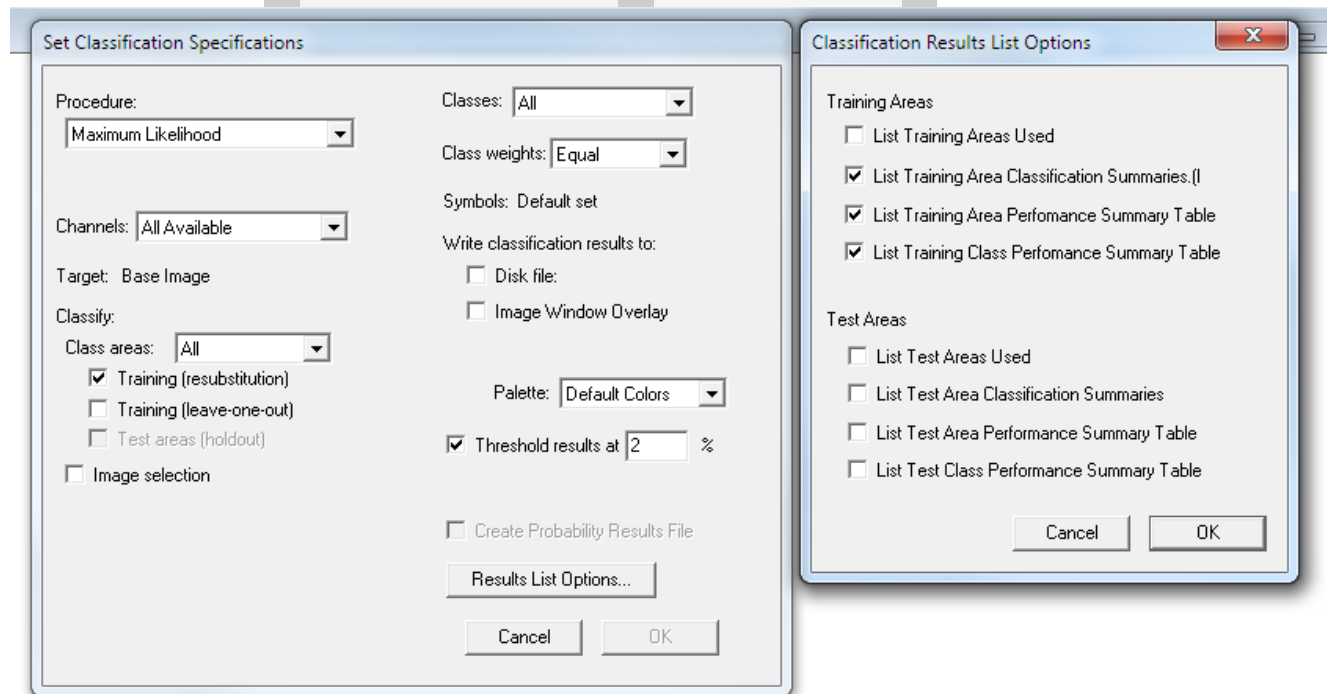 Set Classification Specifications
Procedure:
Maximum Likelihood
Channels: All Available
Target: Base Image
Classify:
Class areas: All
Training (resubstitution)
Training (leave-one-out)
Test areas (holdout)
Image selection
Classes: All
Class weights: Equal
Symbols: Default set
Write classification results to:
Disk file:
Image Window Overlay
Palette: Default Colors
Threshold results at 2 %
Create Probability Results File
Results List Options...
Cancel OK
Classification Results List Options
Training Areas
List Training Areas Used
List Training Area Classification Summaries.(l
List Training Area Perfomance Summary Table
List Training Class Perfomance Summary Table
Test Areas
List Test Areas Used
List Test Area Classification Summaries
List Test Area Performance Summary Table
List Test Class Performance Summary Table
Cancel OK